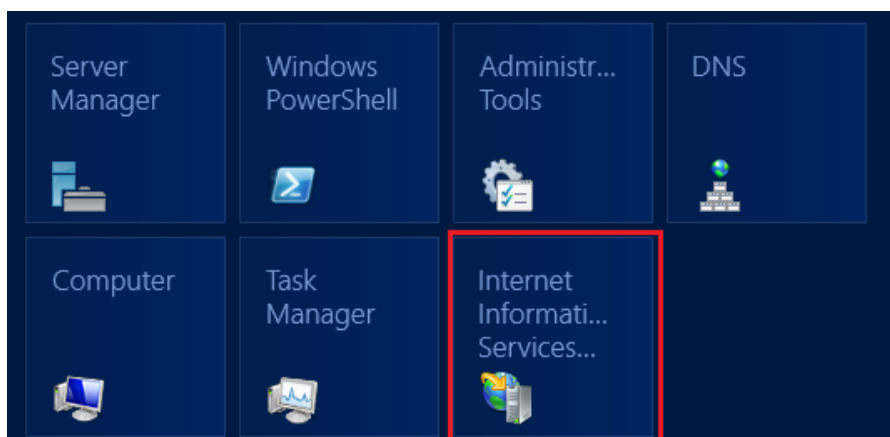 Server
Manager
Windows
PowerShell
Administr...
Tools
DNS
Computer
Task
Manager
Internet
Informati...
Services...